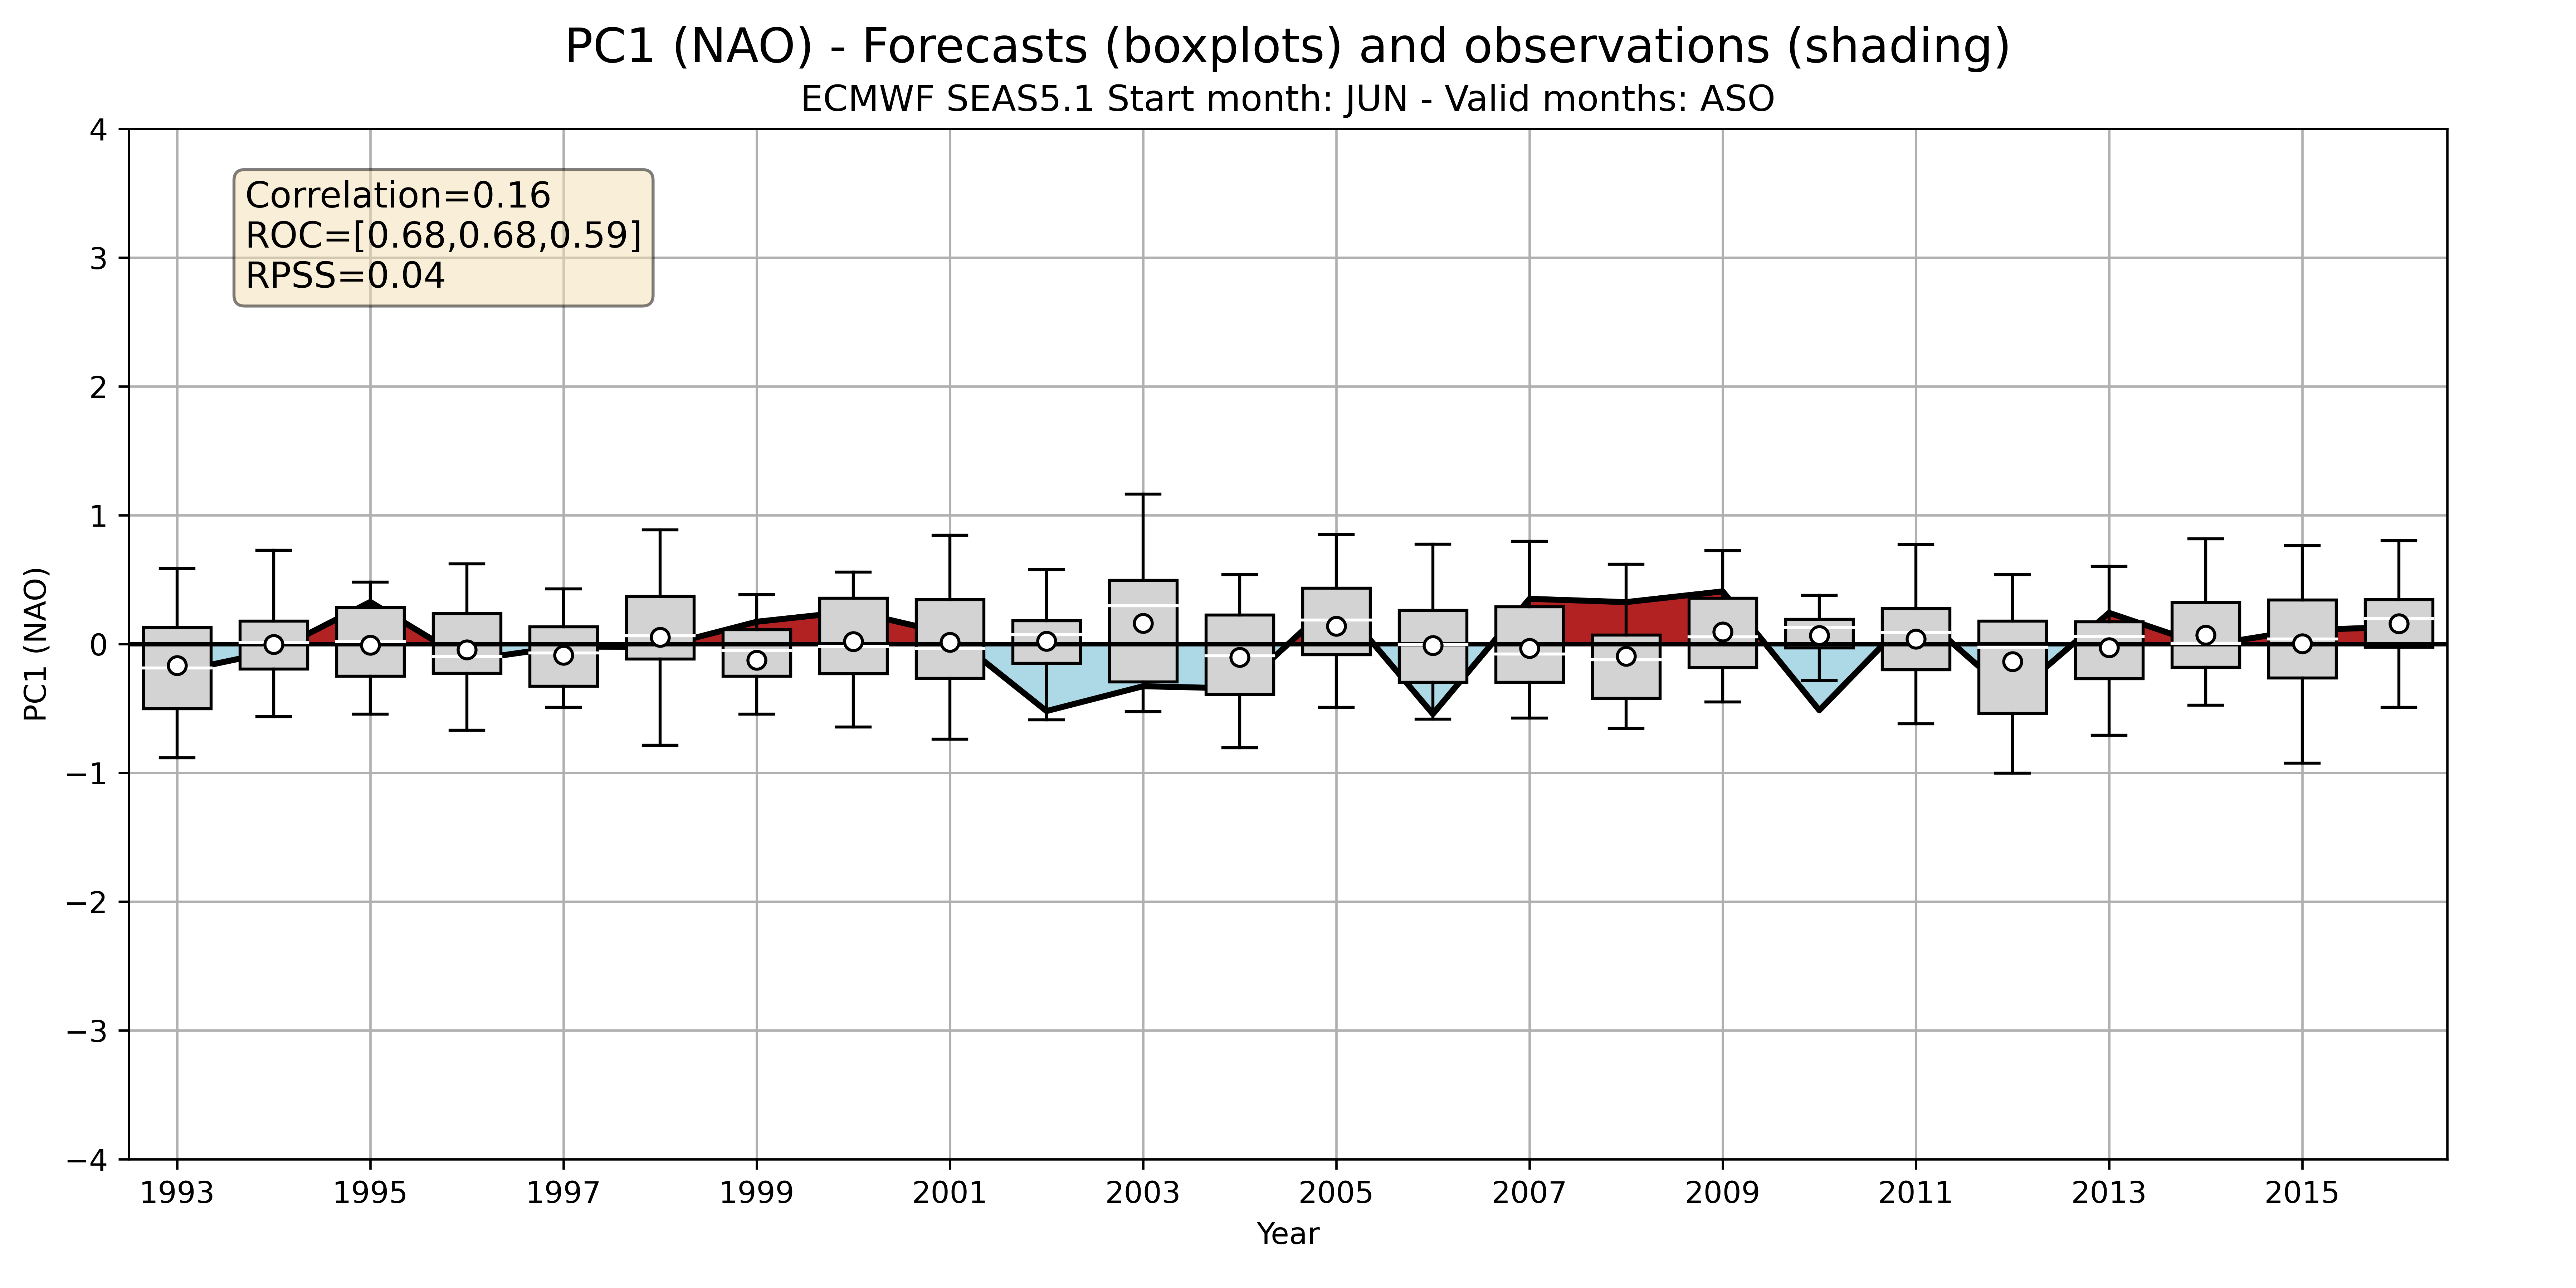 PC1 (NAO) - Forecasts (boxplots) and observations (shading)
ECMWF SEAS5.1 Start month: JUN - Valid months: ASO
Correlation=0.16
ROC=[0.68,0.68,0.59]
RPSS=0.04
PC1 (NAO)
4
3
2
1
0
−1
−2
−3
−4
1993 1995 1997 1999 2001 2003 2005 2007 2009 2011 2013 2015
Year